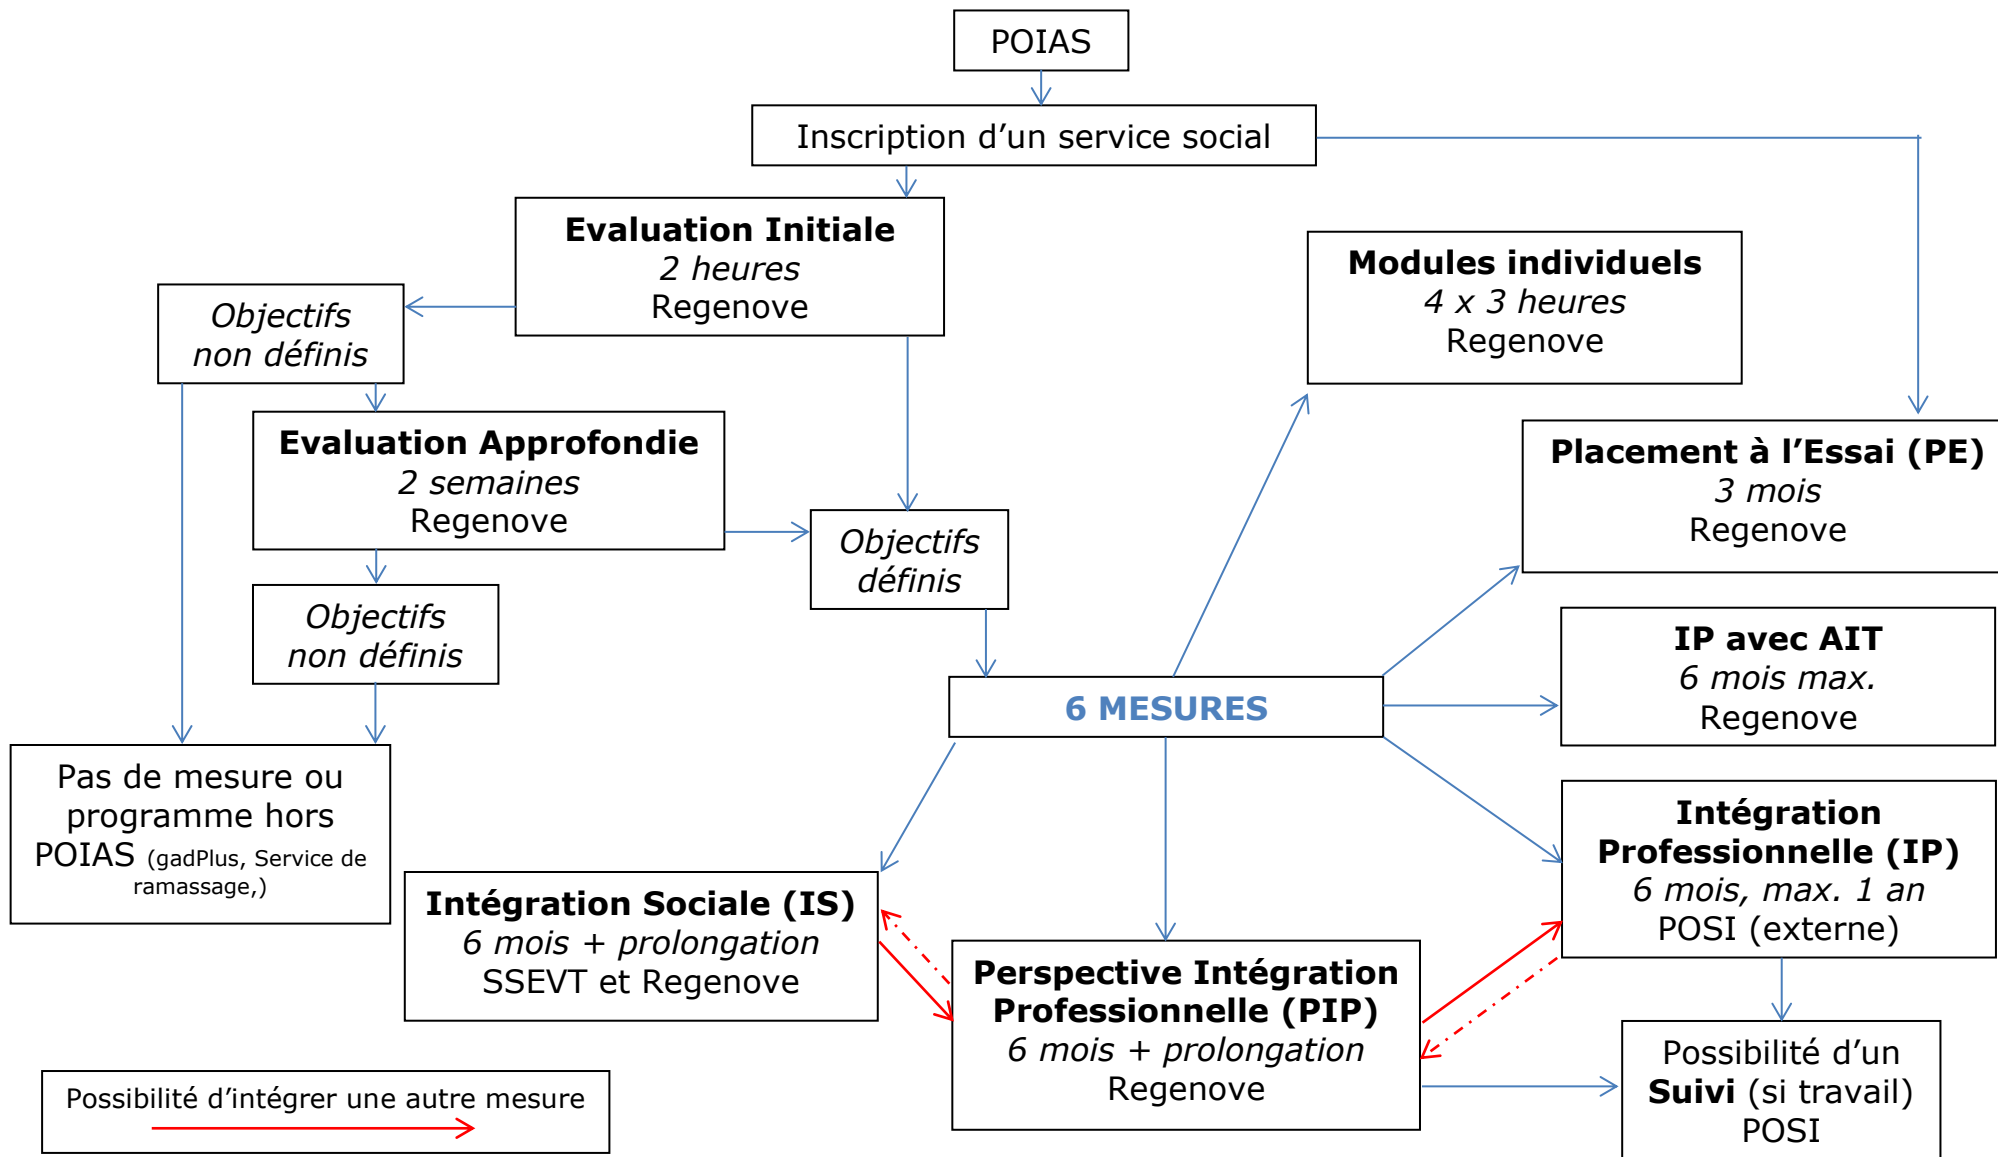 POIAS
Inscription d’un service social
Evaluation Initiale
2 heures
Regenove
Modules individuels
4 x 3 heures
Regenove
Objectifs
non définis
Evaluation Approfondie
2 semaines
Regenove
Placement à l’Essai (PE)
3 mois
Regenove
Objectifs
définis
Objectifs
non définis
IP avec AIT
6 mois max.
Regenove
6 MESURES
Pas de mesure ou
programme hors
POIAS (gadPlus, Service de
ramassage,)
Intégration
Professionnelle (IP)
6 mois, max. 1 an
POSI (externe)
Intégration Sociale (IS)
6 mois + prolongation
SSEVT et Regenove
Perspective Intégration
Professionnelle (PIP)
6 mois + prolongation
Regenove
Possibilité d’un
Suivi (si travail)
POSI
Possibilité d’intégrer une autre mesure